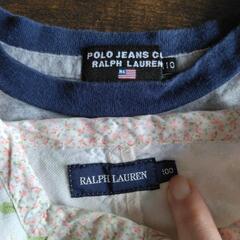 POLO JEANS CO.
RALPH LAUREN 10
RALPH LAUREN 100